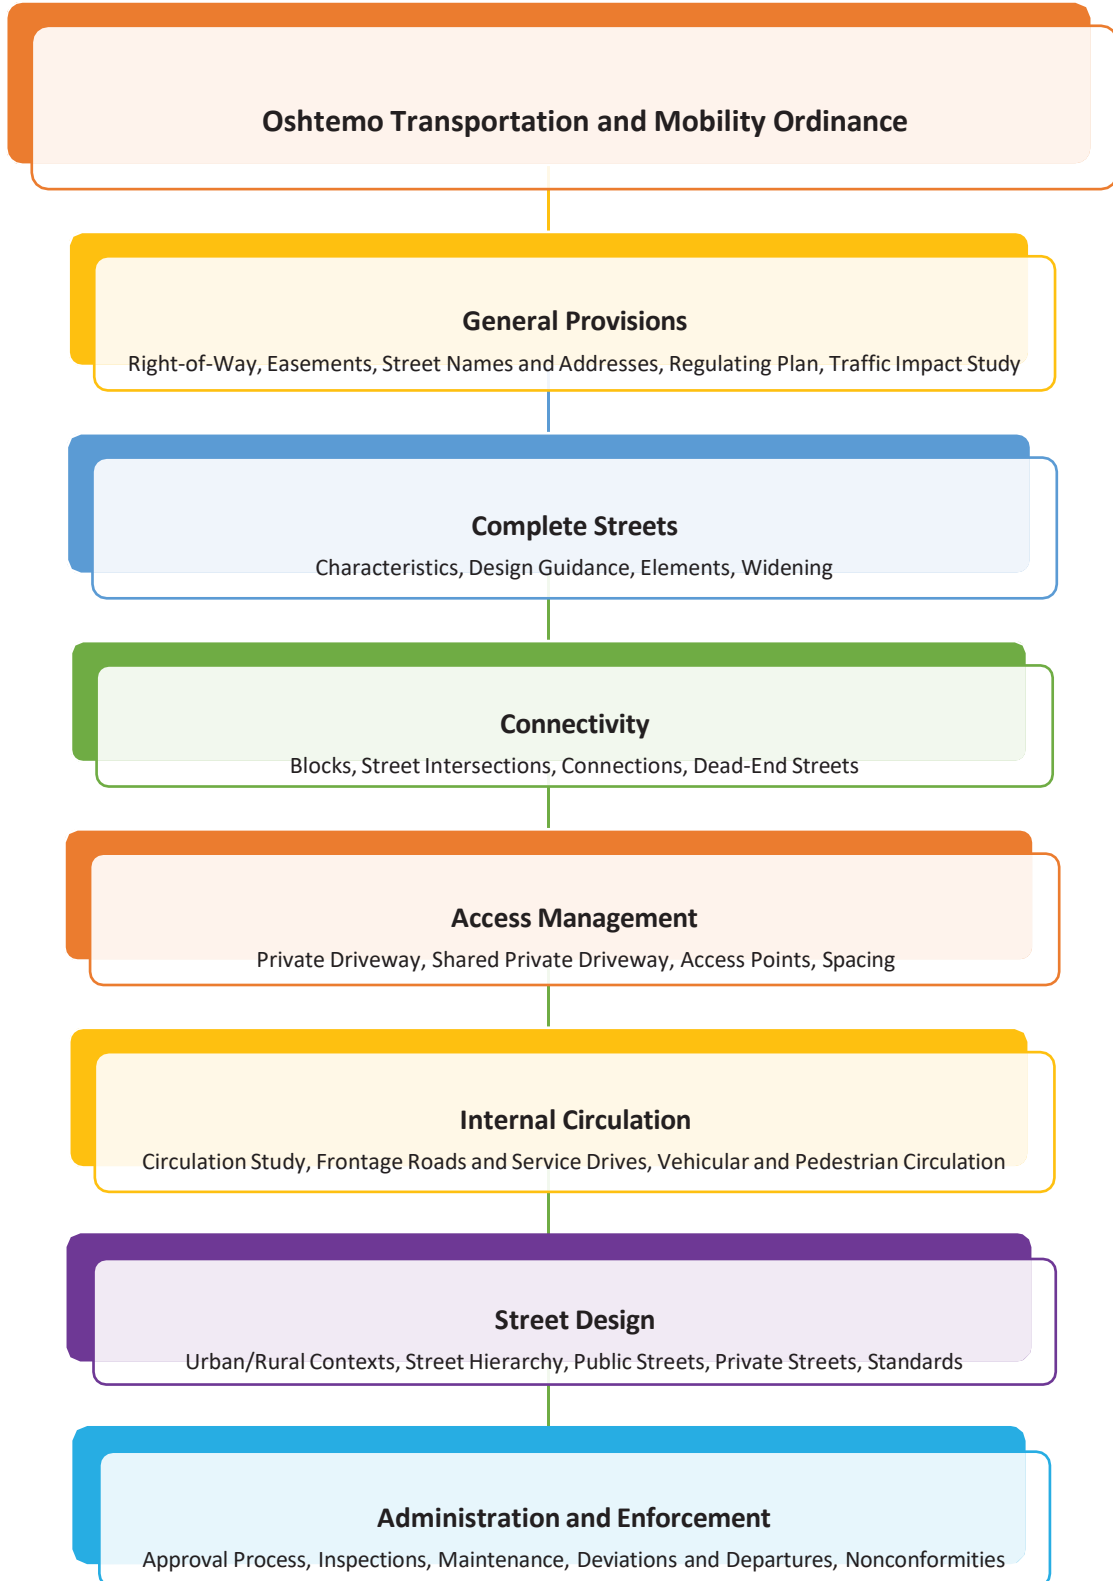 Oshtemo Transportation and Mobility Ordinance
General Provisions
Right-of-Way, Easements, Street Names and Addresses, Regulating Plan, Traffic Impact Study
Complete Streets
Characteristics, Design Guidance, Elements, Widening
Connectivity
Blocks, Street Intersections, Connections, Dead-End Streets
Access Management
Private Driveway, Shared Private Driveway, Access Points, Spacing
Internal Circulation
Circulation Study, Frontage Roads and Service Drives, Vehicular and Pedestrian Circulation
Street Design
Urban/Rural Contexts, Street Hierarchy, Public Streets, Private Streets, Standards
Administration and Enforcement
Approval Process, Inspections, Maintenance, Deviations and Departures, Nonconformities